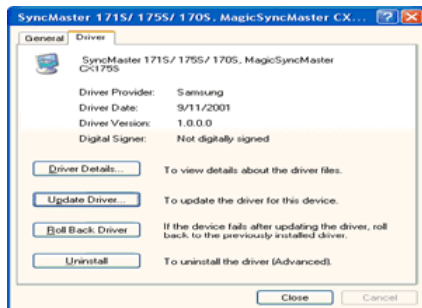 SyncMaster 171S/ 175S/ 170S, MagicSyncMaster CX...
General
Driver
SyncMaster 171S/ 175S/ 170S, MagicSyncMaster
CX175S
Driver Provider: Samsung
Driver Date: 9/11/2001
Driver Version: 1.0.0.0
Digital Signer: Not digitally signed
Driver Details... To view details about the driver files.
Update Driver... To update the driver for this device.
Roll Back Driver If the device fails after updating the driver, roll
back to the previously installed driver.
Uninstall To uninstall the driver (Advanced).
Close Cancel